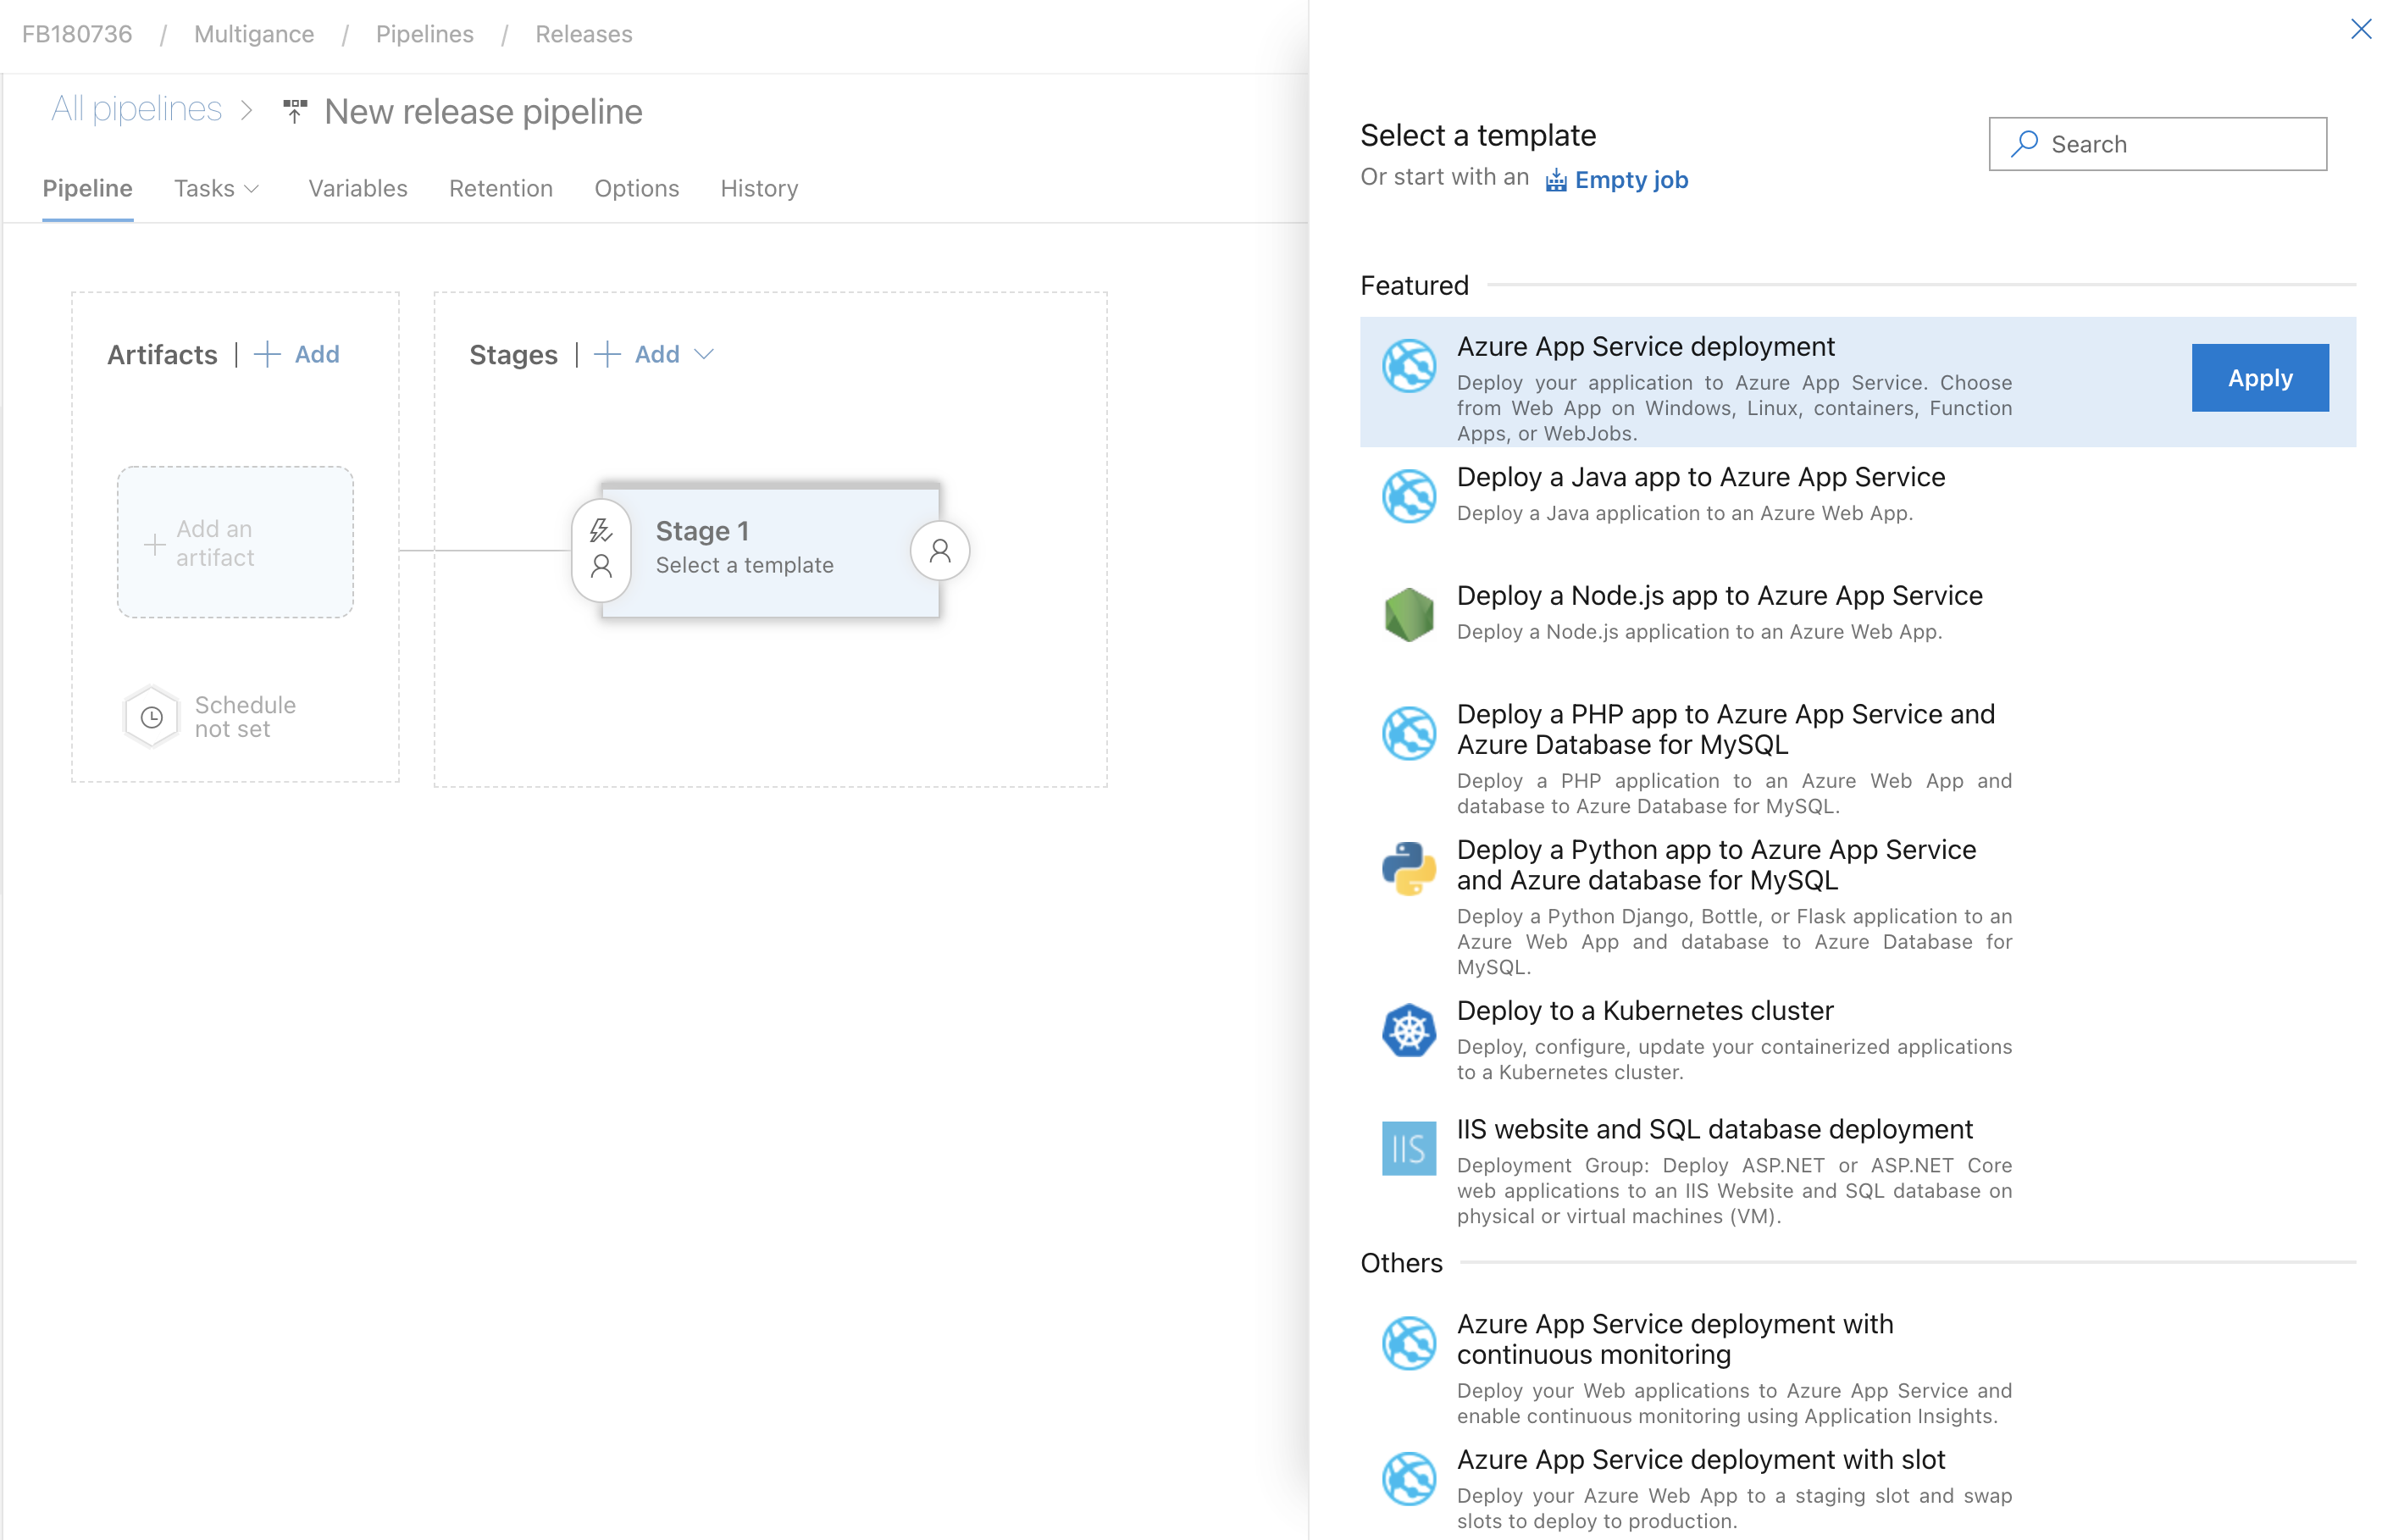 FB180736 / Multigance / Pipelines / Releases
All pipelines > New release pipeline
Pipeline Tasks Variables Retention Options History
Artifacts | + Add
Add an
artifact
Schedule
not set
Stages | + Add
Stage 1
Select a template
Select a template
Or start with an Empty job
Search
Featured
Azure App Service deployment
Deploy your application to Azure App Service. Choose
from Web App on Windows, Linux, containers, Function
Apps, or WebJobs.
Apply
Deploy a Java app to Azure App Service
Deploy a Java application to an Azure Web App.
Deploy a Node.js app to Azure App Service
Deploy a Node.js application to an Azure Web App.
Deploy a PHP app to Azure App Service and
Azure Database for MySQL
Deploy a PHP application to an Azure Web App and
database to Azure Database for MySQL.
Deploy a Python app to Azure App Service
and Azure database for MySQL
Deploy a Python Django, Bottle, or Flask application to an
Azure Web App and database to Azure Database for
MySQL.
Deploy to a Kubernetes cluster
Deploy, configure, update your containerized applications
to a Kubernetes cluster.
IIS
IIS website and SQL database deployment
Deployment Group: Deploy ASP.NET or ASP.NET Core
web applications to an IIS Website and SQL database on
physical or virtual machines (VM).
Others
Azure App Service deployment with
continuous monitoring
Deploy your Web applications to Azure App Service and
enable continuous monitoring using Application Insights.
Azure App Service deployment with slot
Deploy your Azure Web App to a staging slot and swap
slots to deploy to production.